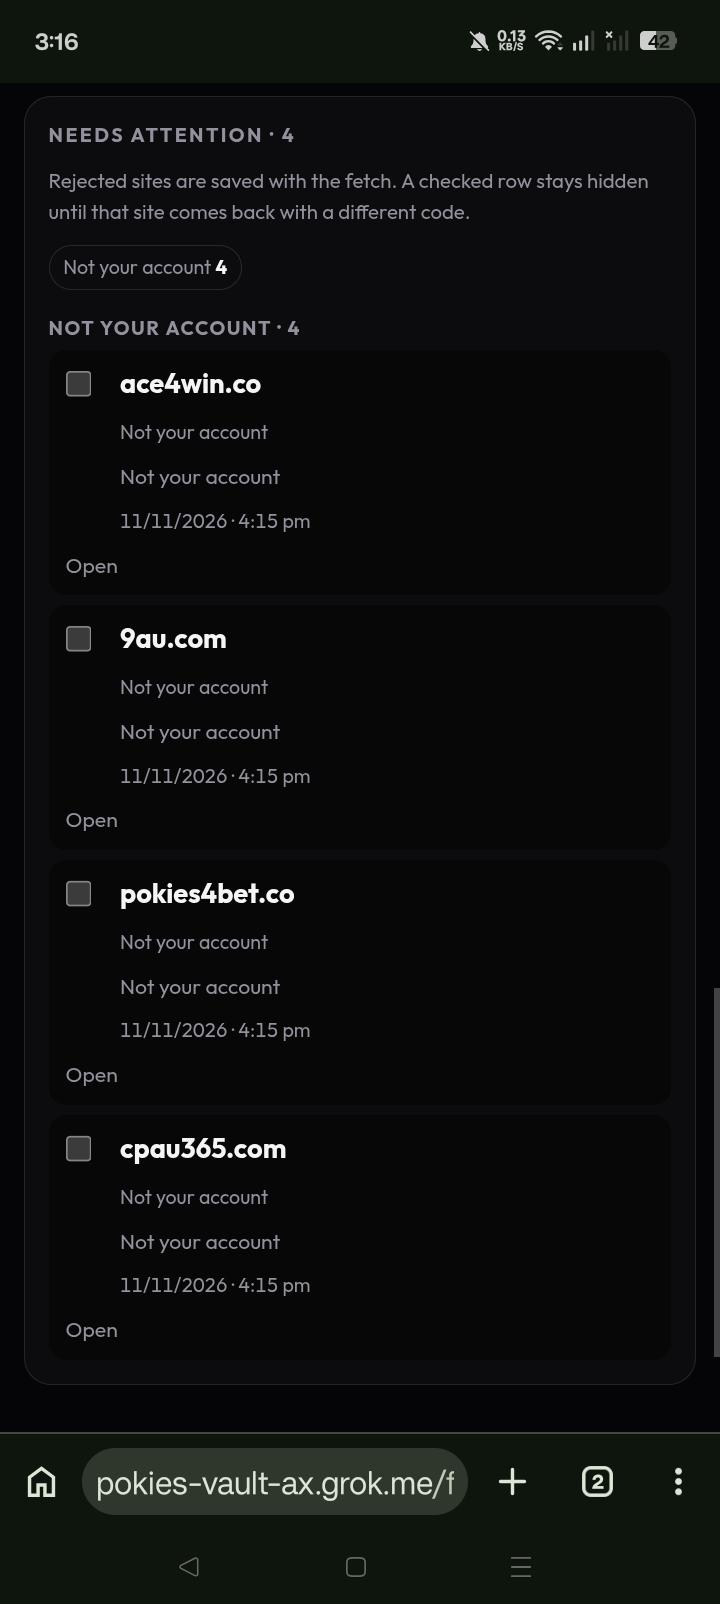 3:16
0.13
KB/S
42
NEEDS ATTENTION · 4
Rejected sites are saved with the fetch. A checked row stays hidden
until that site comes back with a different code.
Not your account 4
NOT YOUR ACCOUNT · 4
ace4win.co
Not your account
Not your account
11/11/2026 · 4:15 pm
Open
9au.com
Not your account
Not your account
11/11/2026 · 4:15 pm
Open
pokies4bet.co
Not your account
Not your account
11/11/2026 · 4:15 pm
Open
cpau365.com
Not your account
Not your account
11/11/2026 · 4:15 pm
Open
pokies-vault-ax.grok.me/f
2